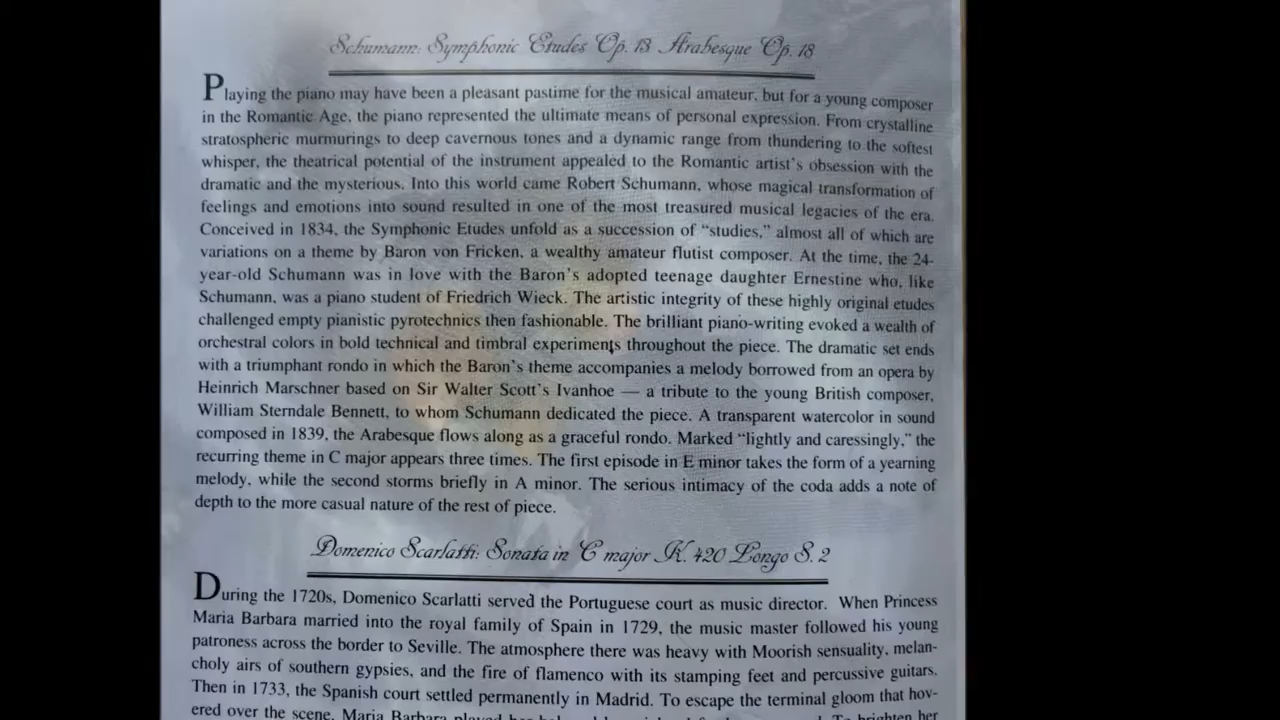 Schumann: Symphonic Etudes Op. 13 Arabesque Op. 18
Playing the piano may have been a pleasant pastime for the musical amateur, but for a young composer
in the Romantic Age, the piano represented the ultimate means of personal expression. From crystalline
stratospheric murmurings to deep cavernous tones and a dynamic range from thundering to the softest
whisper, the theatrical potential of the instrument appealed to the Romantic artist's obsession with the
dramatic and the mysterious. Into this world came Robert Schumann, whose magical transformation of
feelings and emotions into sound resulted in one of the most treasured musical legacies of the era.
Conceived in 1834, the Symphonic Etudes unfold as a succession of “studies,” almost all of which are
variations on a theme by Baron von Fricken, a wealthy amateur flutist composer. At the time, the 24-
year-old Schumann was in love with the Baron's adopted teenage daughter Ernestine who, like
Schumann, was a piano student of Friedrich Wieck. The artistic integrity of these highly original etudes
challenged empty pianistic pyrotechnics then fashionable. The brilliant piano-writing evoked a wealth of
orchestral colors in bold technical and timbral experiments throughout the piece. The dramatic set ends
with a triumphant rondo in which the Baron's theme accompanies a melody borrowed from an opera by
Heinrich Marschner based on Sir Walter Scott's Ivanhoe — a tribute to the young British composer,
William Sterndale Bennett, to whom Schumann dedicated the piece. A transparent watercolor in sound
composed in 1839, the Arabesque flows along as a graceful rondo. Marked “lightly and caressingly,” the
recurring theme in C major appears three times. The first episode in E minor takes the form of a yearning
melody, while the second storms briefly in A minor. The serious intimacy of the coda adds a note of
depth to the more casual nature of the rest of piece.
Domenico Scarlatti: Sonata in C major K. 420 Longo S. 2
During the 1720s, Domenico Scarlatti served the Portuguese court as music director. When Princess
Maria Barbara married into the royal family of Spain in 1729, the music master followed his young
patroness across the border to Seville. The atmosphere there was heavy with Moorish sensuality, melan-
choly airs of southern gypsies, and the fire of flamenco with its stamping feet and percussive guitars.
Then in 1733, the Spanish court settled permanently in Madrid. To escape the terminal gloom that hov-
ered over the scene, Maria Barbara played her To brighten her